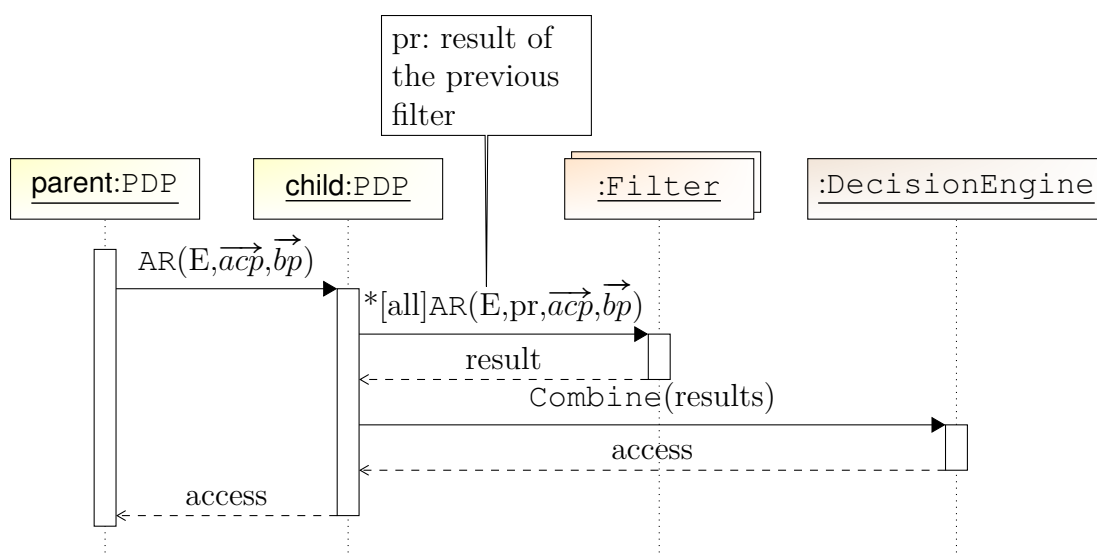 pr: result of
the previous
filter
parent:PDP
child:PDP
:Filter
:DecisionEngine
AR(E,$\overrightarrow{acp}$,$\overrightarrow{bp}$)
*[all]AR(E,pr,$\overrightarrow{acp}$,$\overrightarrow{bp}$)
result
Combine(results)
access
access